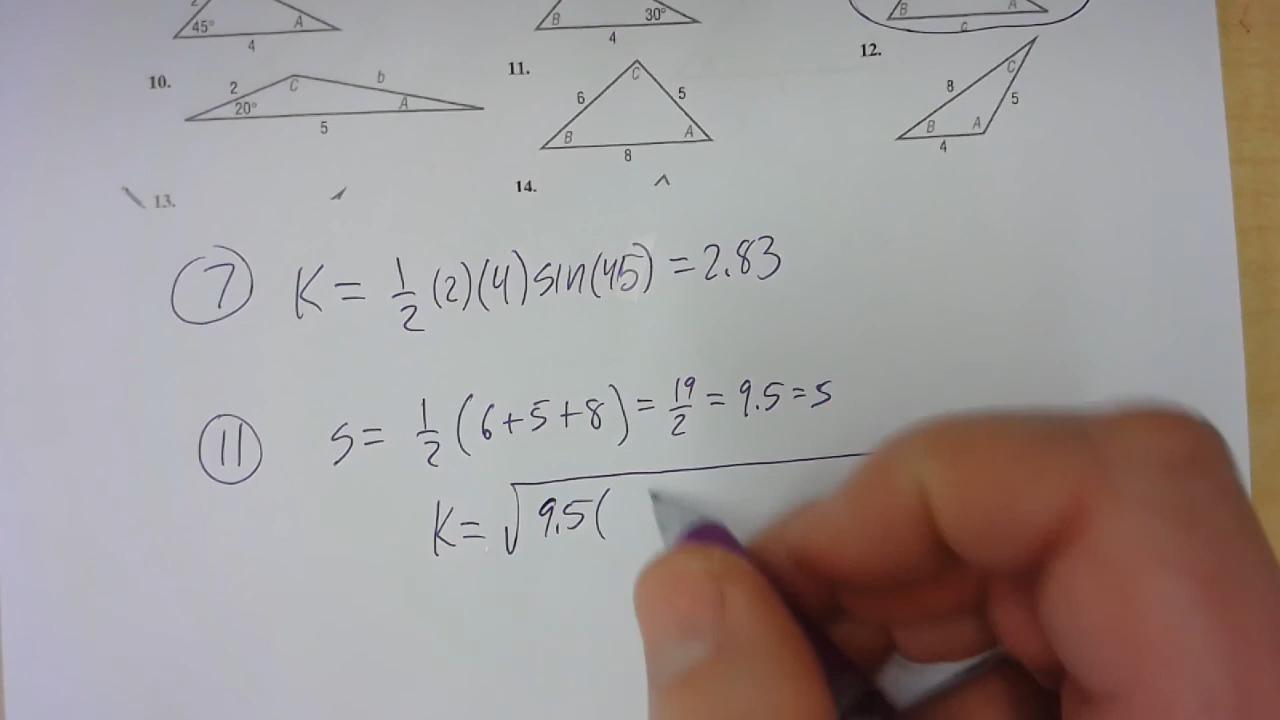 2
45° A
4
B 30°
4
B A
c
10. 2 C b
20° A
5
11. C
6 5
B A
8
12. C
8 5
B A
4
13. 14.
7 K = 1/2 (2)(4) sin(45) = 2.83
11 s = 1/2 (6+5+8) = 19/2 = 9.5 = s
K = √9.5(